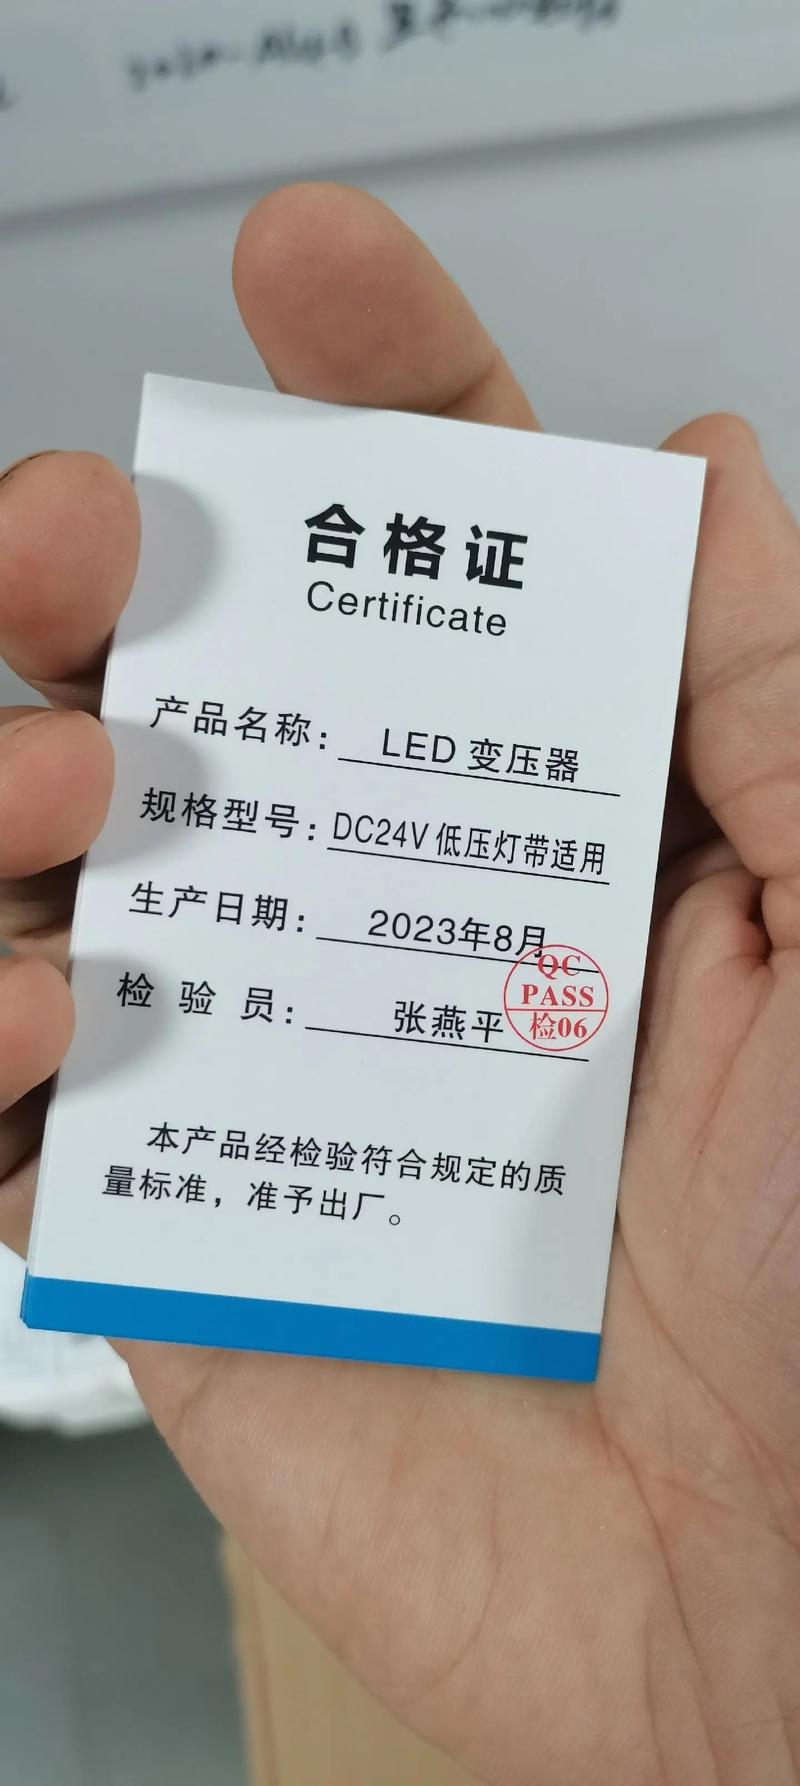 合格证
Certificate
产品名称：LED 变压器
规格型号：DC24V 低压灯带适用
生产日期：2023年8月
检 验 员：张燕平
QC
PASS
检06
本产品经检验符合规定的质
量标准，准予出厂。